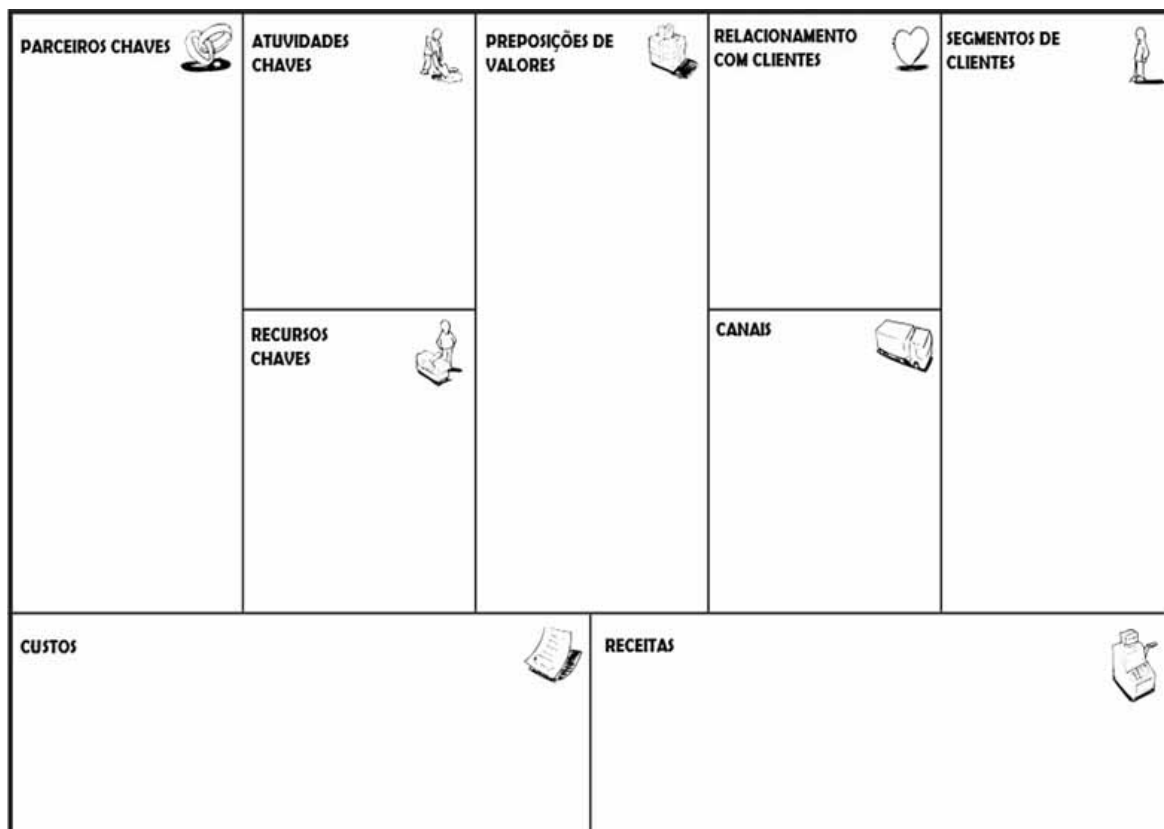 PARCEIROS CHAVES
ATUVIDADES
CHAVES
PREPOSIÇÕES DE
VALORES
RELACIONAMENTO
COM CLIENTES
SEGMENTOS DE
CLIENTES
RECURSOS
CHAVES
CANAIS
CUSTOS
RECEITAS